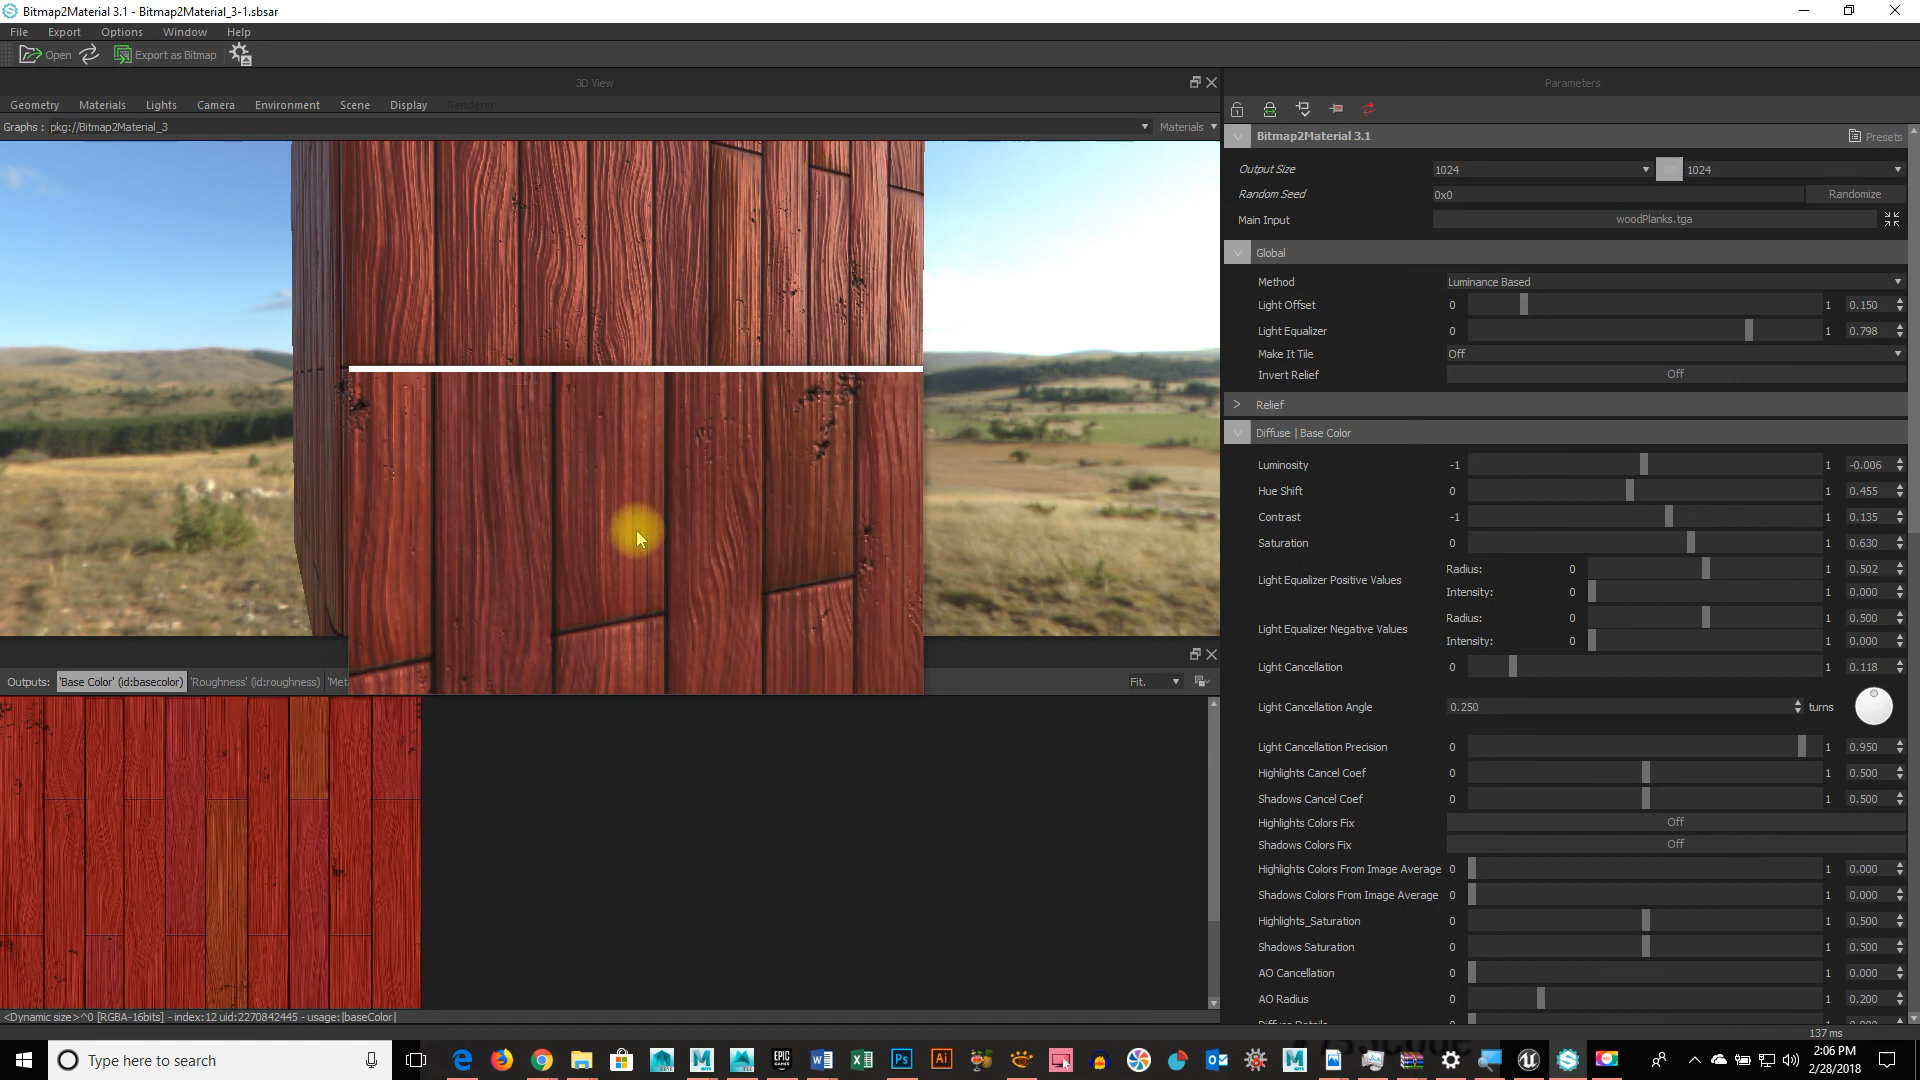 Bitmap2Material 3.1 - Bitmap2Material_3-1.sbsar
File Export Options Window Help
Open Export as Bitmap
3D View
Geometry Materials Lights Camera Environment Scene Display Renderer
Graphs : pkg://Bitmap2Material_3 Materials
Outputs: 'Base Color' (id:basecolor) 'Roughness' (id:roughness) 'Met
Fit.
<Dynamic size>^0 [RGBA-16bits] - index:12 uid:2270842445 - usage:|baseColor|
Parameters
Bitmap2Material 3.1 Presets
Output Size 1024 1024
Random Seed 0x0 Randomize
Main Input woodPlanks.tga
Global
Method Luminance Based
Light Offset 0 1 0.150
Light Equalizer 0 1 0.798
Make It Tile Off
Invert Relief Off
Relief
Diffuse | Base Color
Luminosity -1 1 -0.006
Hue Shift 0 1 0.455
Contrast -1 1 0.135
Saturation 0 1 0.630
Light Equalizer Positive Values Radius: 0 1 0.502
Intensity: 0 1 0.000
Light Equalizer Negative Values Radius: 0 1 0.500
Intensity: 0 1 0.000
Light Cancellation 0 1 0.118
Light Cancellation Angle 0.250 turns
Light Cancellation Precision 0 1 0.950
Highlights Cancel Coef 0 1 0.500
Shadows Cancel Coef 0 1 0.500
Highlights Colors Fix Off
Shadows Colors Fix Off
Highlights Colors From Image Average 0 1 0.000
Shadows Colors From Image Average 0 1 0.000
Highlights_Saturation 0 1 0.500
Shadows Saturation 0 1 0.500
AO Cancellation 0 1 0.000
AO Radius 0 1 0.200
137 ms
Type here to search
2:06 PM
2/28/2018